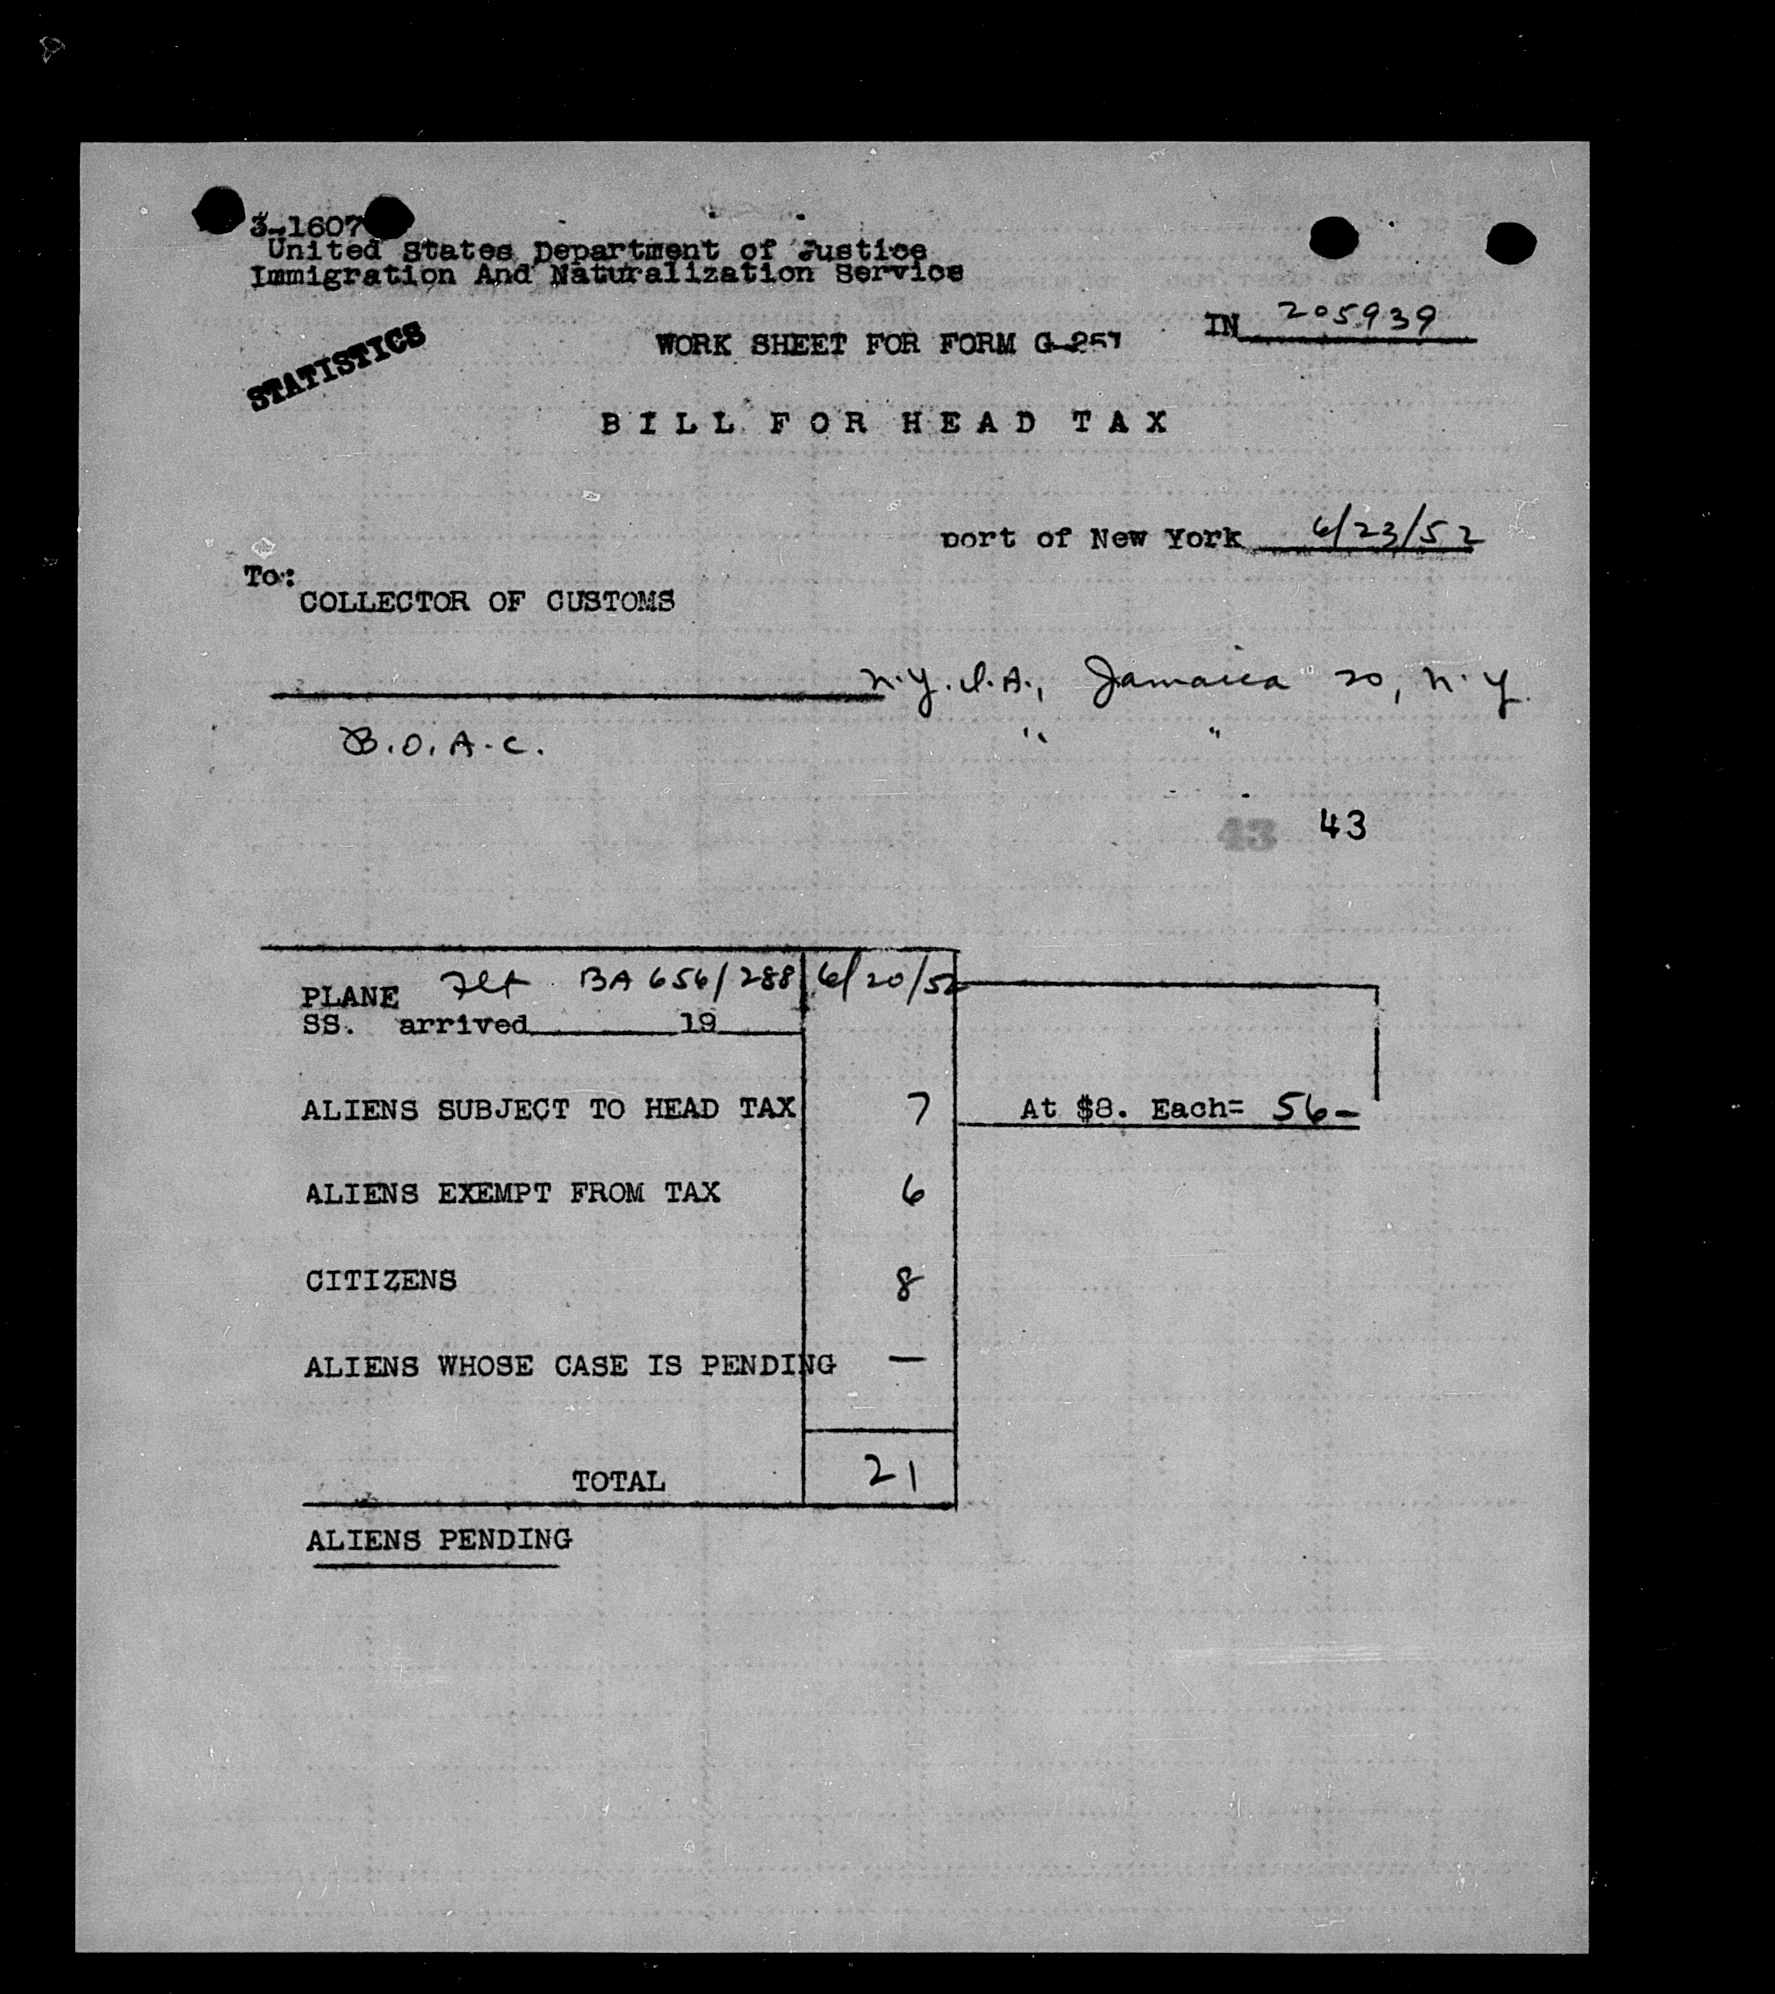 3-1607
United States Department of Justice
Immigration And Naturalization Service
IN 205939
STATISTICS
WORK SHEET FOR FORM G-257
BILL FOR HEAD TAX
port of New York 6/23/52
To:
COLLECTOR OF CUSTOMS
N.Y.I.A., Jamaica 20, N.Y.
B.O.A.C. " "
43 43
PLANE Flt BA 656/288 6/20/52
SS. arrived 19
ALIENS SUBJECT TO HEAD TAX 7 At $8. Each= 56-
ALIENS EXEMPT FROM TAX 6
CITIZENS 8
ALIENS WHOSE CASE IS PENDING —
TOTAL 21
ALIENS PENDING